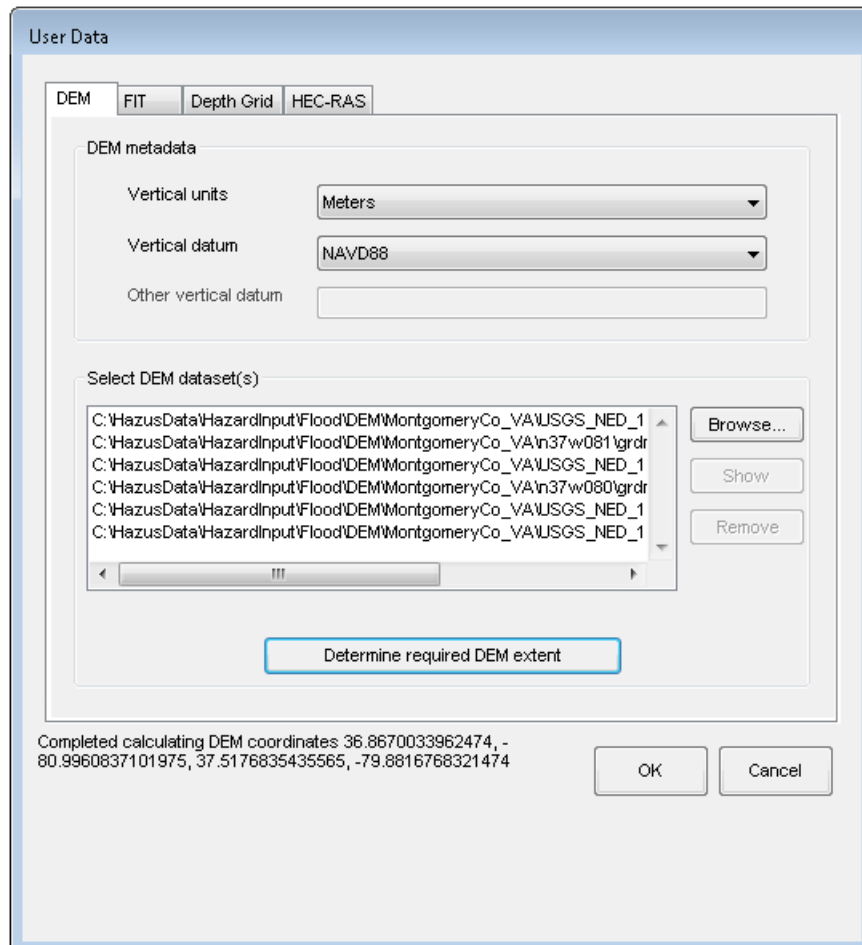 User Data
DEM FIT Depth Grid HEC-RAS
DEM metadata
Vertical units Meters
Vertical datum NAVD88
Other vertical datum
Select DEM dataset(s)
C:\HazusData\HazardInput\Flood\DEM\MontgomeryCo_VA\USGS_NED_1
C:\HazusData\HazardInput\Flood\DEM\MontgomeryCo_VA\n37w081\grdn
C:\HazusData\HazardInput\Flood\DEM\MontgomeryCo_VA\USGS_NED_1
C:\HazusData\HazardInput\Flood\DEM\MontgomeryCo_VA\n37w080\grdn
C:\HazusData\HazardInput\Flood\DEM\MontgomeryCo_VA\USGS_NED_1
C:\HazusData\HazardInput\Flood\DEM\MontgomeryCo_VA\USGS_NED_1
Browse...
Show
Remove
Determine required DEM extent
Completed calculating DEM coordinates 36.8670033962474, -
80.9960837101975, 37.5176835435565, -79.8816768321474
OK Cancel